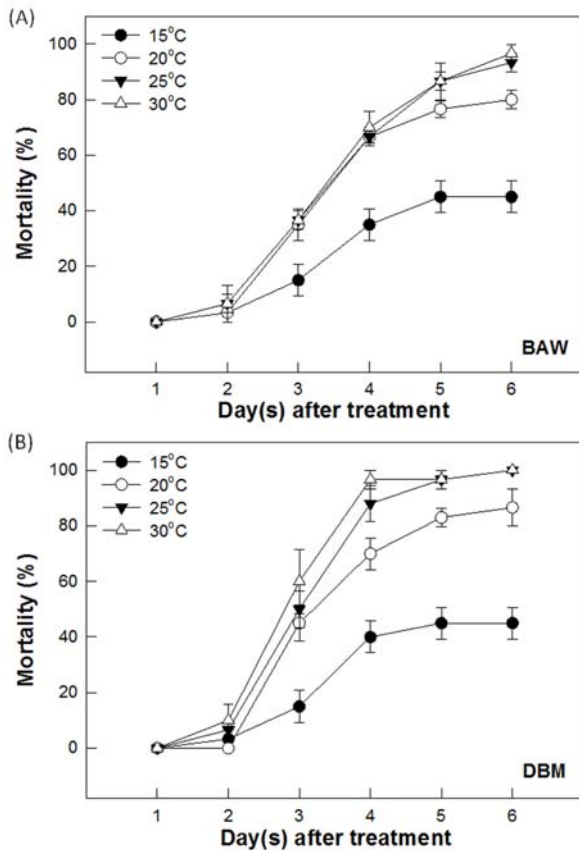 (A)
15°C
20°C
25°C
30°C
100
80
60
40
20
0
Mortality (%)
1 2 3 4 5 6
BAW
Day(s) after treatment
(B)
15°C
20°C
25°C
30°C
100
80
60
40
20
0
Mortality (%)
1 2 3 4 5 6
DBM
Day(s) after treatment